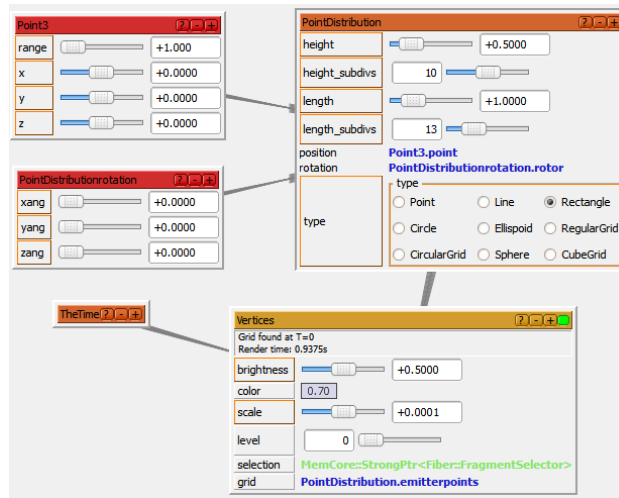 Point3 ? - +
range +1.000
x +0.0000
y +0.0000
z +0.0000
PointDistribution ? - +
height +0.5000
height_subdivs 10
length +1.0000
length_subdivs 13
position Point3.point
rotation PointDistributionrotation.rotor
type
type
Point Line Rectangle
Circle Ellispoid RegularGrid
CircularGrid Sphere CubeGrid
PointDistributionrotation ? - +
xang +0.0000
yang +0.0000
zang +0.0000
TheTime ? - +
Vertices ? - +
Grid found at T=0
Render time: 0.9375s
brightness +0.5000
color 0.70
scale +0.0001
level 0
selection MemCore::StrongPtr<Fiber::FragmentSelector>
grid PointDistribution.emitterpoints